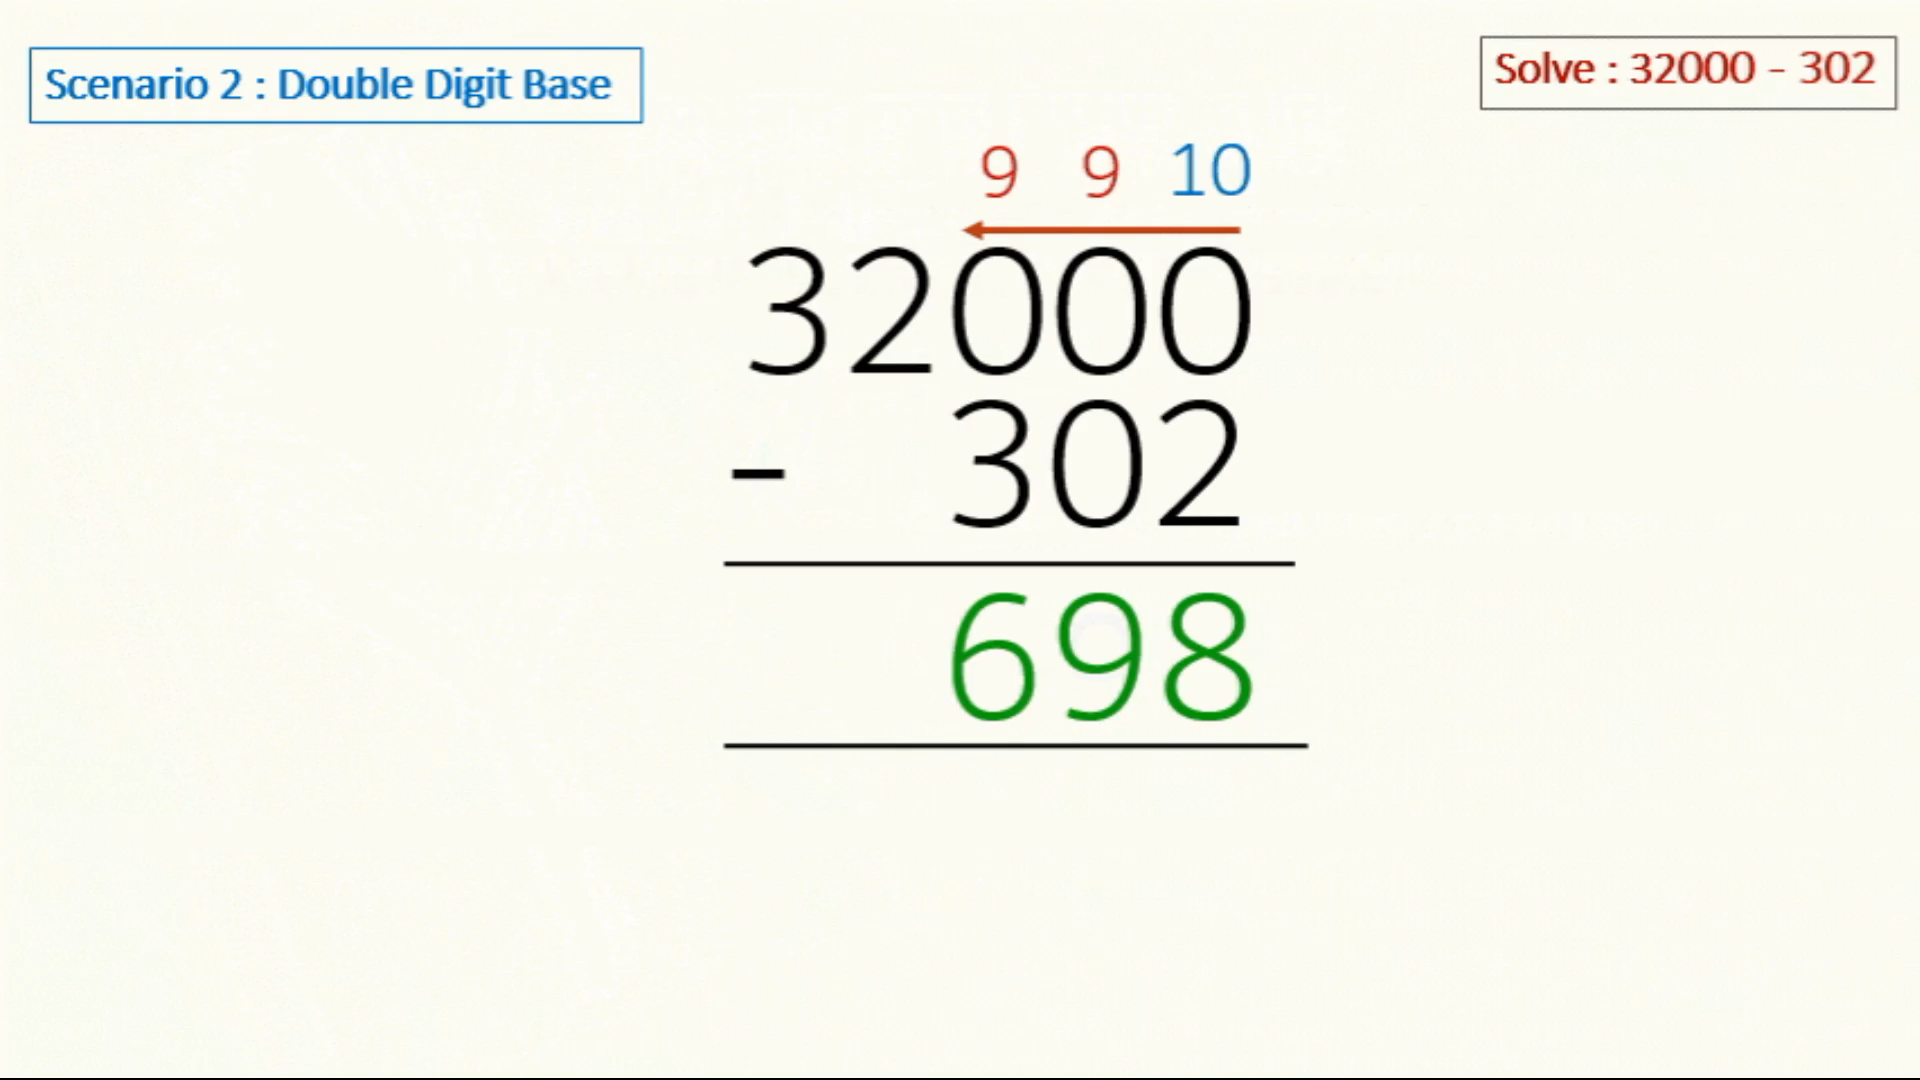 Scenario 2 : Double Digit Base
Solve : 32000 - 302
9 9 10
32000
- 302
698